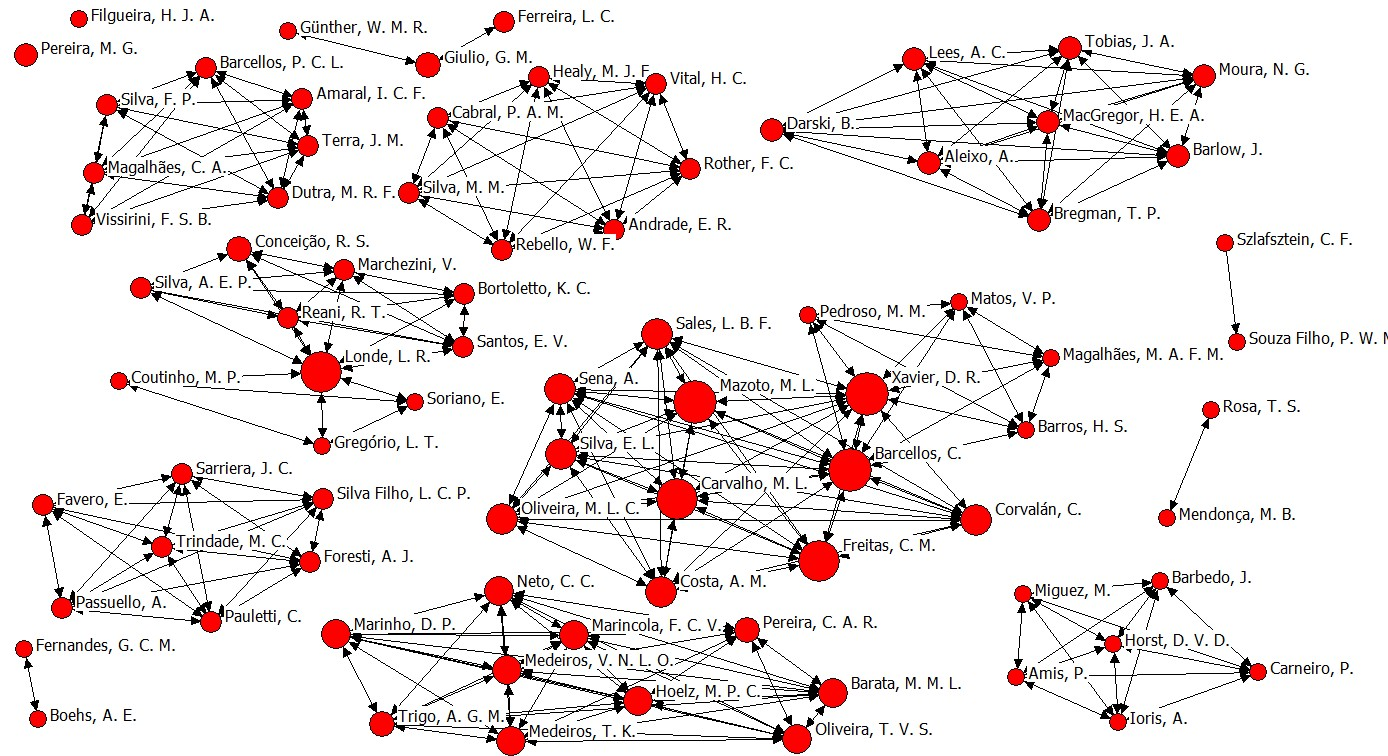 Filgueira, H. J. A.
Günther, W. M. R.
Ferreira, L. C.
Pereira, M. G.
Giulio, G. M.
Barcellos, P. C. L.
Healy, M. J. F.
Vital, H. C.
Lees, A. C.
Tobias, J. A.
Moura, N. G.
Silva, F. P.
Amaral, I. C. F.
Cabral, P. A. M.
Darski, B.
MacGregor, H. E. A.
Terra, J. M.
Magalhães, C. A.
Rother, F. C.
Aleixo, A.
Barlow, J.
Dutra, M. R. F.
Silva, M. M.
Vissirini, F. S. B.
Andrade, E. R.
Bregman, T. P.
Rebello, W. F.
Conceição, R. S.
Szlafsztein, C. F.
Marchezini, V.
Silva, A. E. P.
Bortoletto, K. C.
Reani, R. T.
Pedroso, M. M.
Matos, V. P.
Sales, L. B. F.
Santos, E. V.
Souza Filho, P. W. M
Londe, L. R.
Magalhães, M. A. F. M.
Coutinho, M. P.
Sena, A.
Mazoto, M. L.
Xavier, D. R.
Soriano, E.
Rosa, T. S.
Gregório, L. T.
Silva, E. L.
Barcellos, C.
Barros, H. S.
Sarriera, J. C.
Favero, E.
Silva Filho, L. C. P.
Carvalho, M. L.
Oliveira, M. L. C.
Corvalán, C.
Mendonça, M. B.
Trindade, M. C.
Foresti, A. J.
Freitas, C. M.
Costa, A. M.
Passuello, A.
Pauletti, C.
Neto, C. C.
Miguez, M.
Barbedo, J.
Marinho, D. P.
Marincola, F. C. V.
Pereira, C. A. R.
Fernandes, G. C. M.
Horst, D. V. D.
Medeiros, V. N. L. O.
Amis, P.
Carneiro, P.
Hoelz, M. P. C.
Barata, M. M. L.
Boehs, A. E.
Trigo, A. G. M.
Medeiros, T. K.
Oliveira, T. V. S.
Ioris, A.